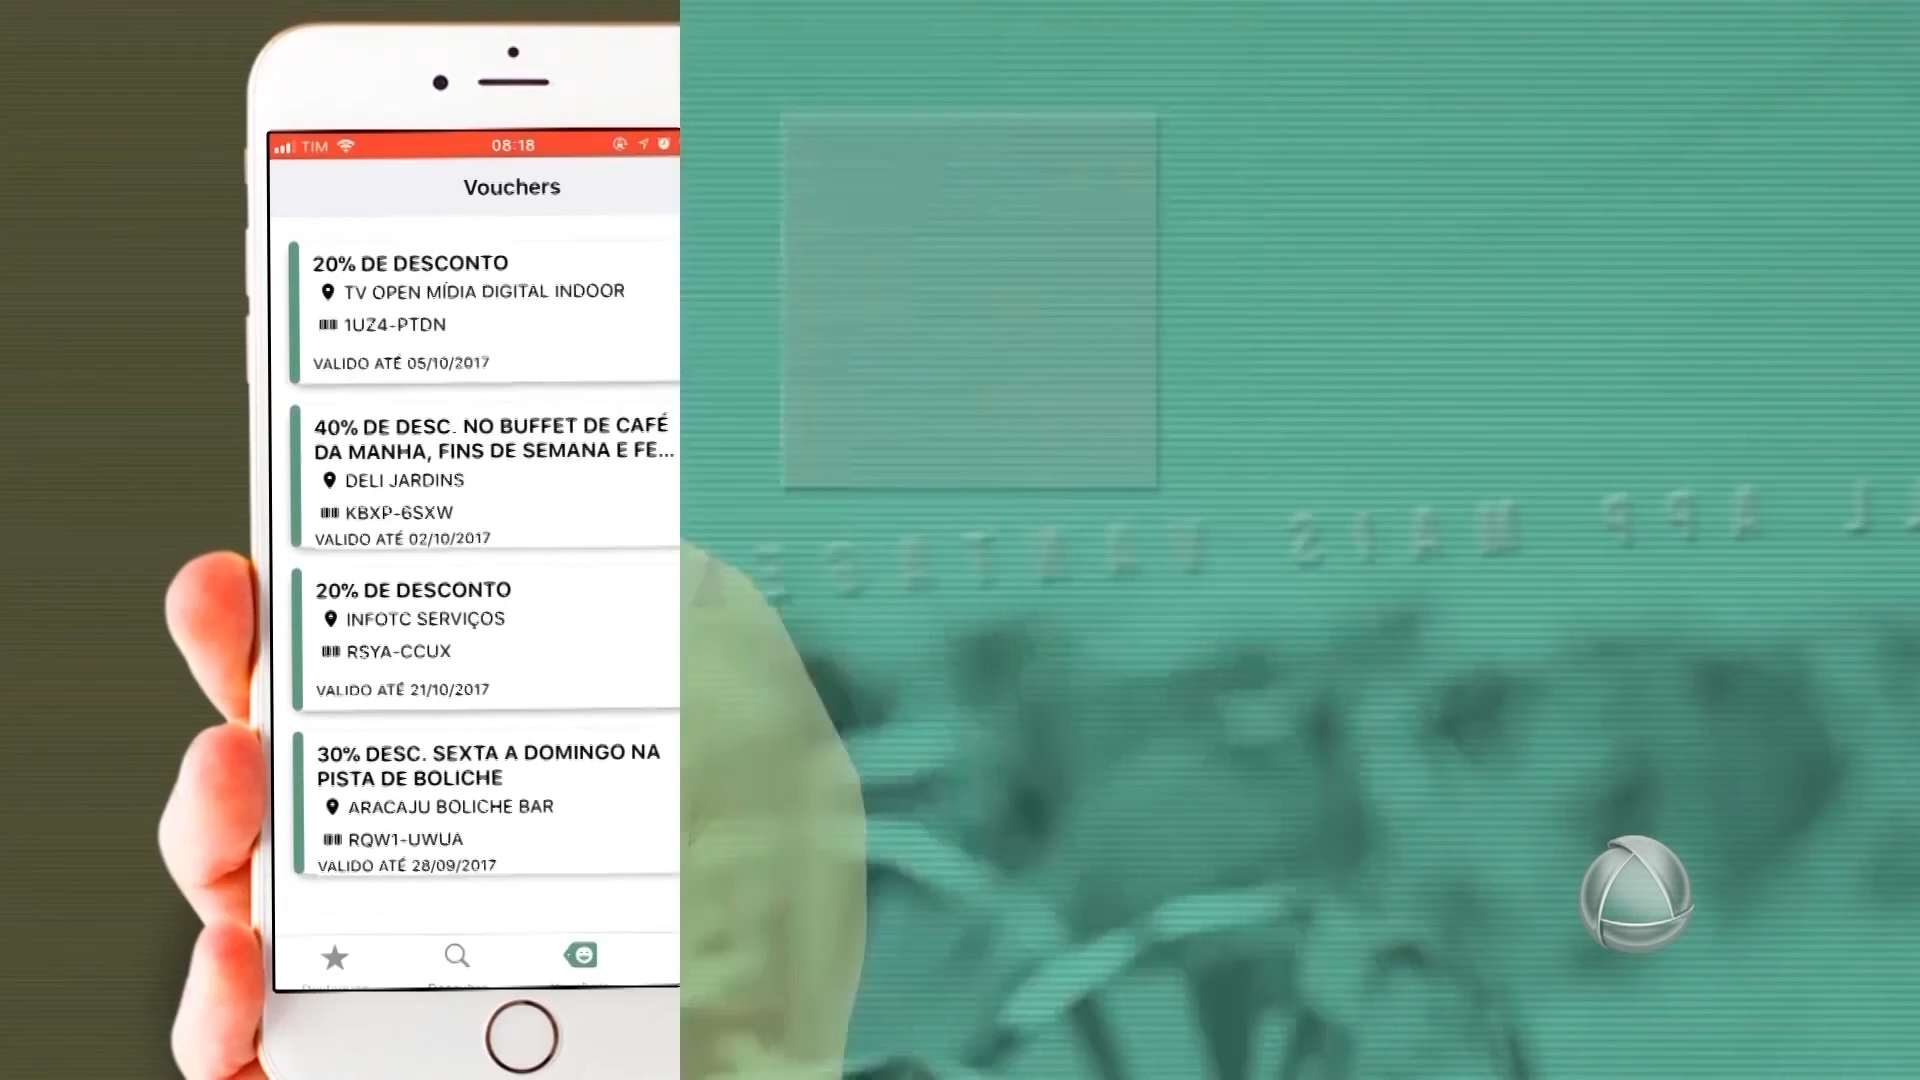 TIM
08:18
Vouchers
20% DE DESCONTO
TV OPEN MÍDIA DIGITAL INDOOR
1UZ4-PTDN
VALIDO ATÉ 05/10/2017
40% DE DESC. NO BUFFET DE CAFÉ
DA MANHA, FINS DE SEMANA E FE...
DELI JARDINS
KBXP-6SXW
VALIDO ATÉ 02/10/2017
20% DE DESCONTO
INFOTC SERVIÇOS
RSYA-CCUX
VALIDO ATÉ 21/10/2017
30% DESC. SEXTA A DOMINGO NA
PISTA DE BOLICHE
ARACAJU BOLICHE BAR
RQW1-UWUA
VALIDO ATÉ 28/09/2017